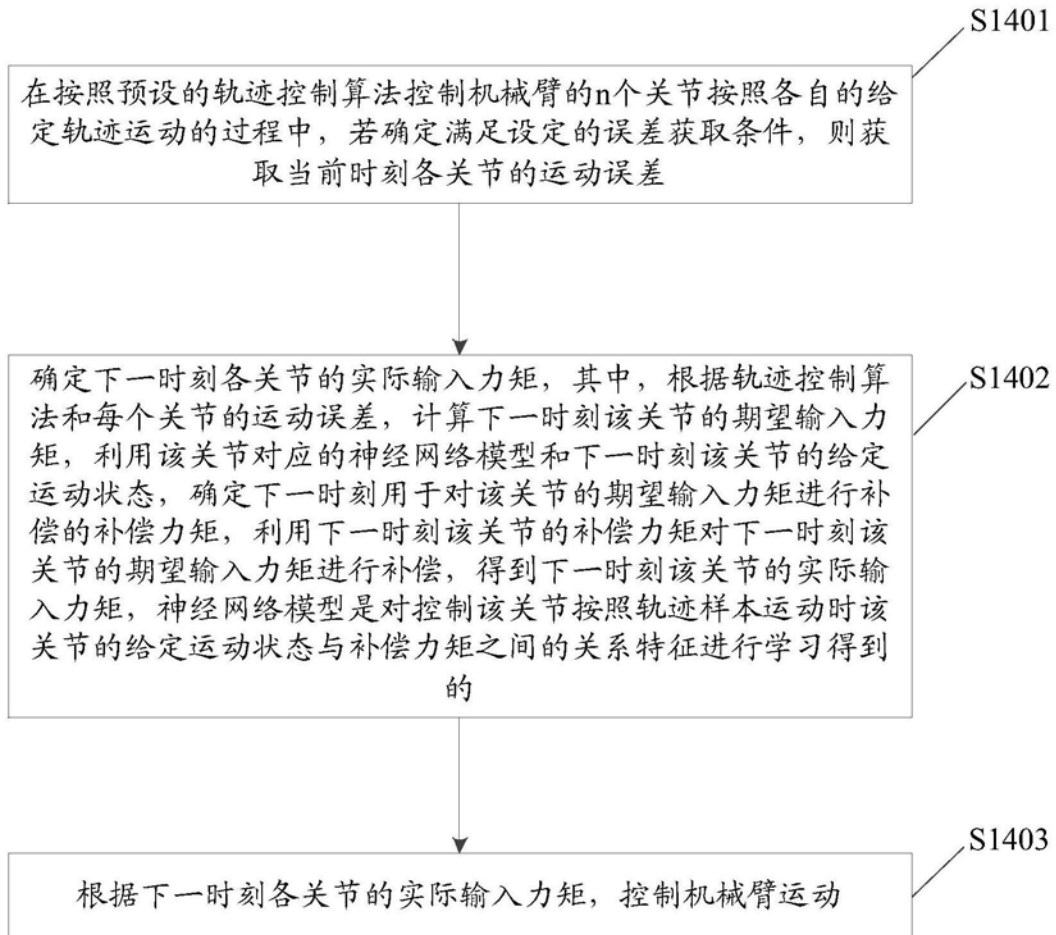 S1401
在按照预设的轨迹控制算法控制机械臂的n个关节按照各自的给
定轨迹运动的过程中，若确定满足设定的误差获取条件，则获
取当前时刻各关节的运动误差
S1402
确定下一时刻各关节的实际输入力矩，其中，根据轨迹控制算
法和每个关节的运动误差，计算下一时刻该关节的期望输入力
矩，利用该关节对应的神经网络模型和下一时刻该关节的给定
运动状态，确定下一时刻用于对该关节的期望输入力矩进行补
偿的补偿力矩，利用下一时刻该关节的补偿力矩对下一时刻该
关节的期望输入力矩进行补偿，得到下一时刻该关节的实际输
入力矩，神经网络模型是对控制该关节按照轨迹样本运动时该
关节的给定运动状态与补偿力矩之间的关系特征进行学习得到
的
S1403
根据下一时刻各关节的实际输入力矩，控制机械臂运动